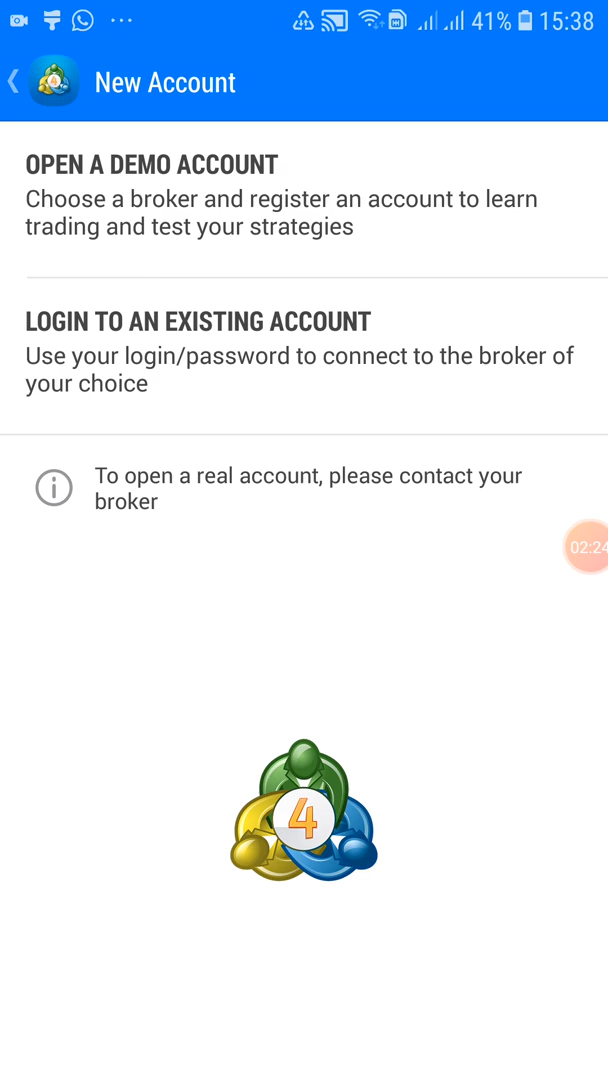 41% 15:38
New Account
OPEN A DEMO ACCOUNT
Choose a broker and register an account to learn
trading and test your strategies
LOGIN TO AN EXISTING ACCOUNT
Use your login/password to connect to the broker of
your choice
To open a real account, please contact your
broker
02:24
4